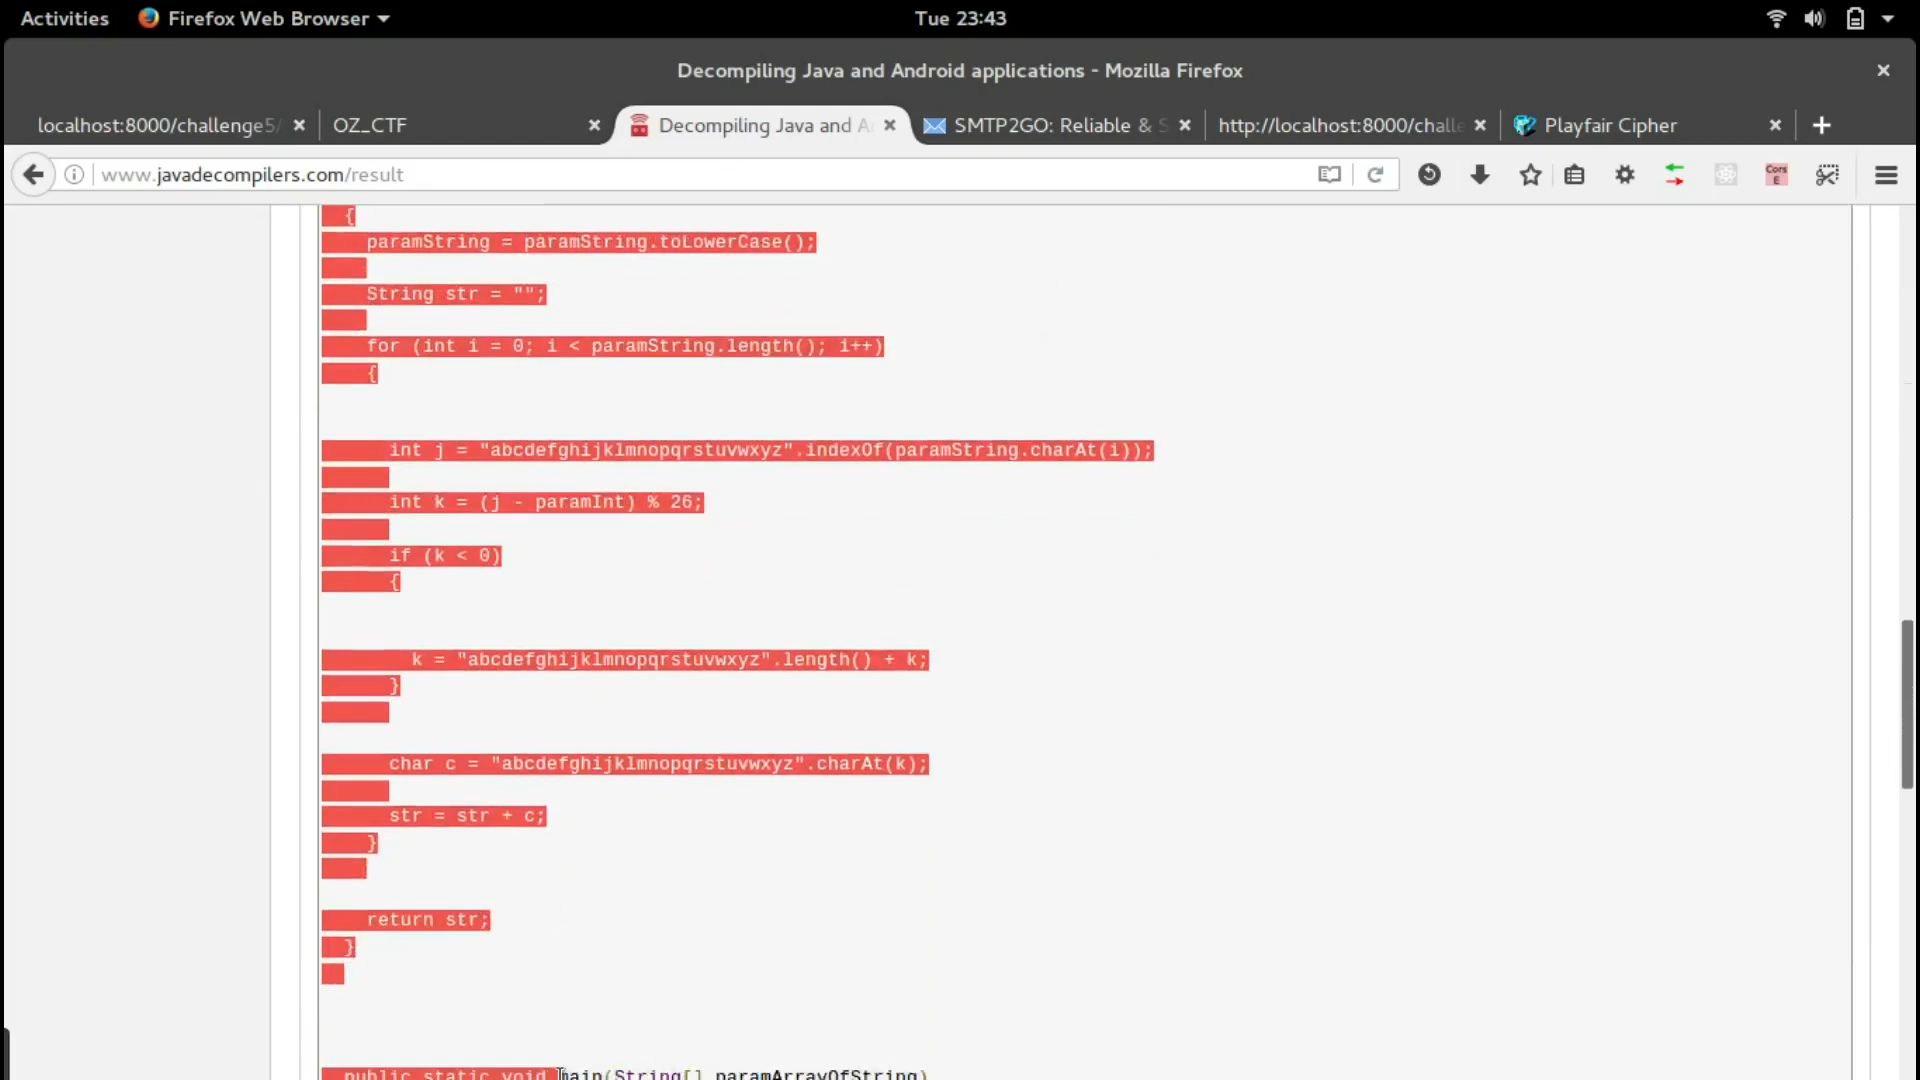 Activities Firefox Web Browser Tue 23:43
Decompiling Java and Android applications - Mozilla Firefox
localhost:8000/challenge5/ OZ_CTF Decompiling Java and A SMTP2GO: Reliable & S http://localhost:8000/challe Playfair Cipher
www.javadecompilers.com/result Cors E
{
paramString = paramString.toLowerCase();
String str = "";
for (int i = 0; i < paramString.length(); i++)
{
int j = "abcdefghijklmnopqrstuvwxyz".indexOf(paramString.charAt(i));
int k = (j - paramInt) % 26;
if (k < 0)
{
k = "abcdefghijklmnopqrstuvwxyz".length() + k;
}
char c = "abcdefghijklmnopqrstuvwxyz".charAt(k);
str = str + c;
}
return str;
}
public static void main(String[] paramArrayOfString)